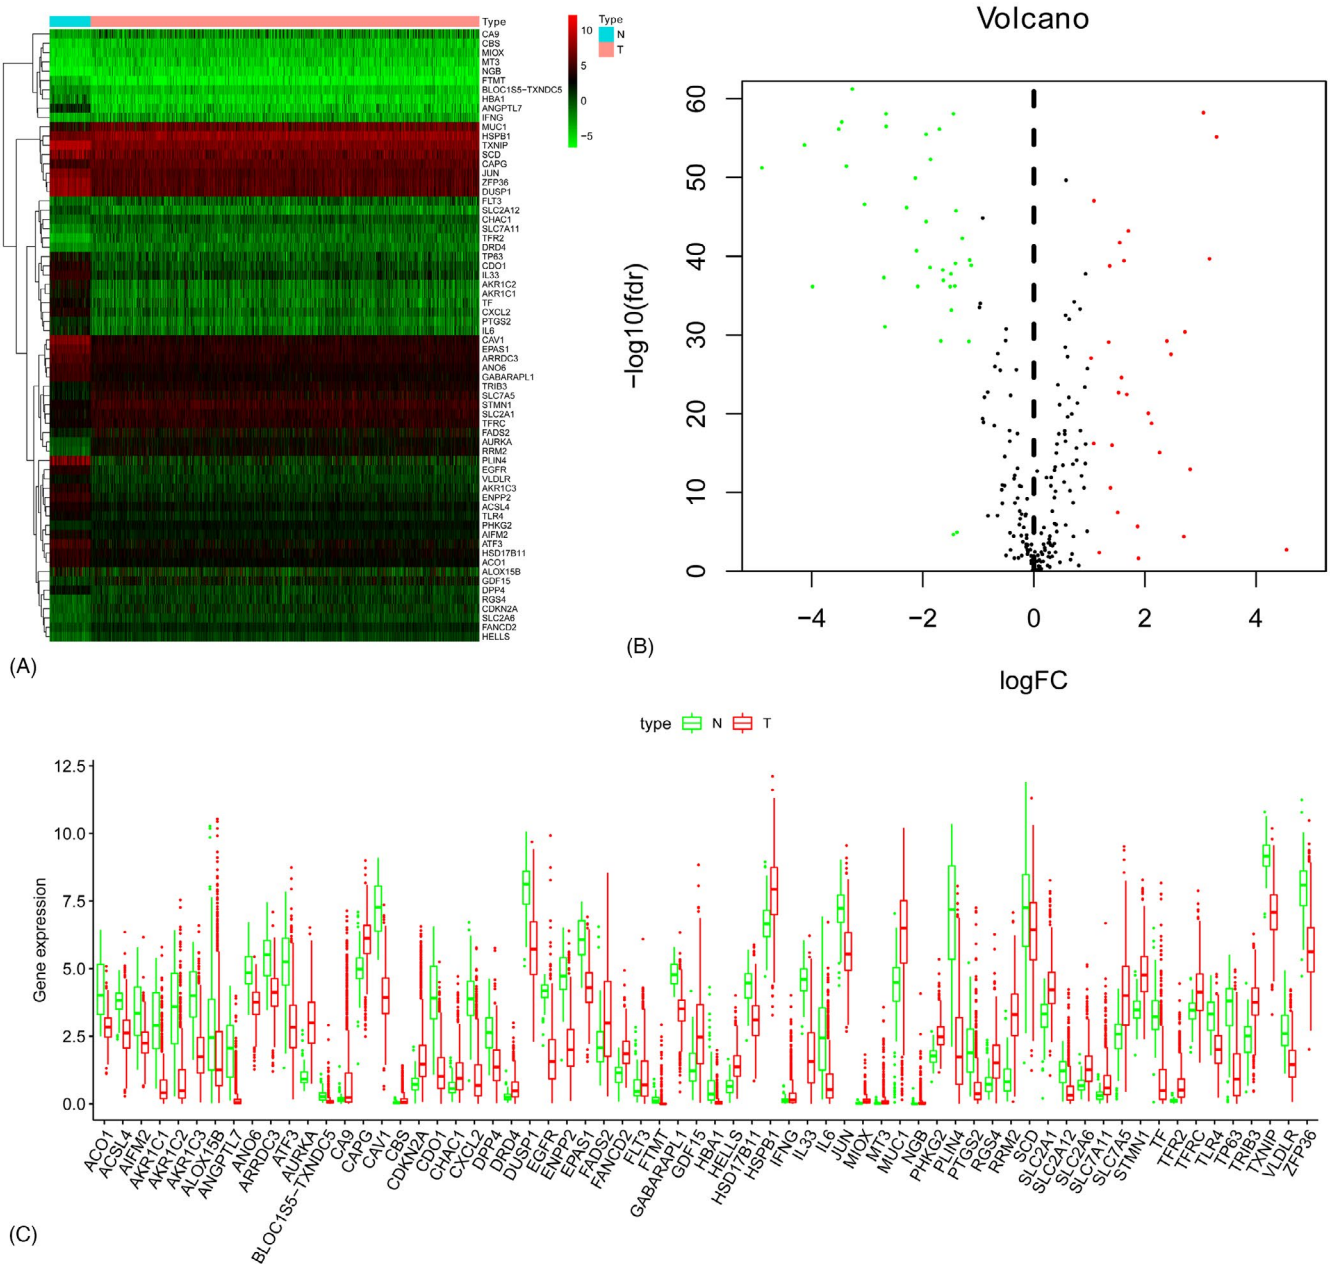 Type
CA9
CBS
MIOX
MT3
NGB
FTMT
BLOC1S5-TXNDC5
HBA1
ANGPTL7
IFNG
MUC1
HSPB1
TXNIP
SCD
CAPG
JUN
ZFP36
DUSP1
FLT3
SLC2A12
CHAC1
SLC7A11
TFR2
DRD4
TP63
CDO1
IL33
AKR1C2
AKR1C1
TF
CXCL2
PTGS2
IL6
CAV1
EPAS1
ARRDC3
ANO6
GABARAPL1
TRIB3
SLC7A5
STMN1
SLC2A1
TFRC
FADS2
AURKA
RRM2
PLIN4
EGFR
VLDLR
AKR1C3
ENPP2
ACSL4
TLR4
PHKG2
AIFM2
ATF3
HSD17B11
ACO1
ALOX15B
GDF15
DPP4
RGS4
CDKN2A
SLC2A6
FANCD2
HELLS
10
5
0
−5
Type
N
T
(A)
Volcano
−log10(fdr)
60
50
40
30
20
10
0
−4 −2 0 2 4
logFC
(B)
type N T
Gene expression
12.5
10.0
7.5
5.0
2.5
0.0
ACO1
ACSL4
AIFM2
AKR1C1
AKR1C2
AKR1C3
ALOX15B
ANGPTL7
ANO6
ARRDC3
ATF3
AURKA
BLOC1S5-TXNDC5
CA9
CAPG
CAV1
CBS
CDKN2A
CDO1
CHAC1
CXCL2
DPP4
DRD4
DUSP1
EGFR
ENPP2
EPAS1
FADS2
FANCD2
FLT3
FTMT
GABARAPL1
GDF15
HBA1
HELLS
HSD17B11
HSPB1
IFNG
IL33
IL6
JUN
MIOX
MT3
MUC1
NGB
PHKG2
PLIN4
PTGS2
RGS4
RRM2
SCD
SLC2A1
SLC2A12
SLC2A6
SLC7A11
SLC7A5
STMN1
TF
TFR2
TFRC
TLR4
TP63
TRIB3
TXNIP
VLDLR
ZFP36
(C)